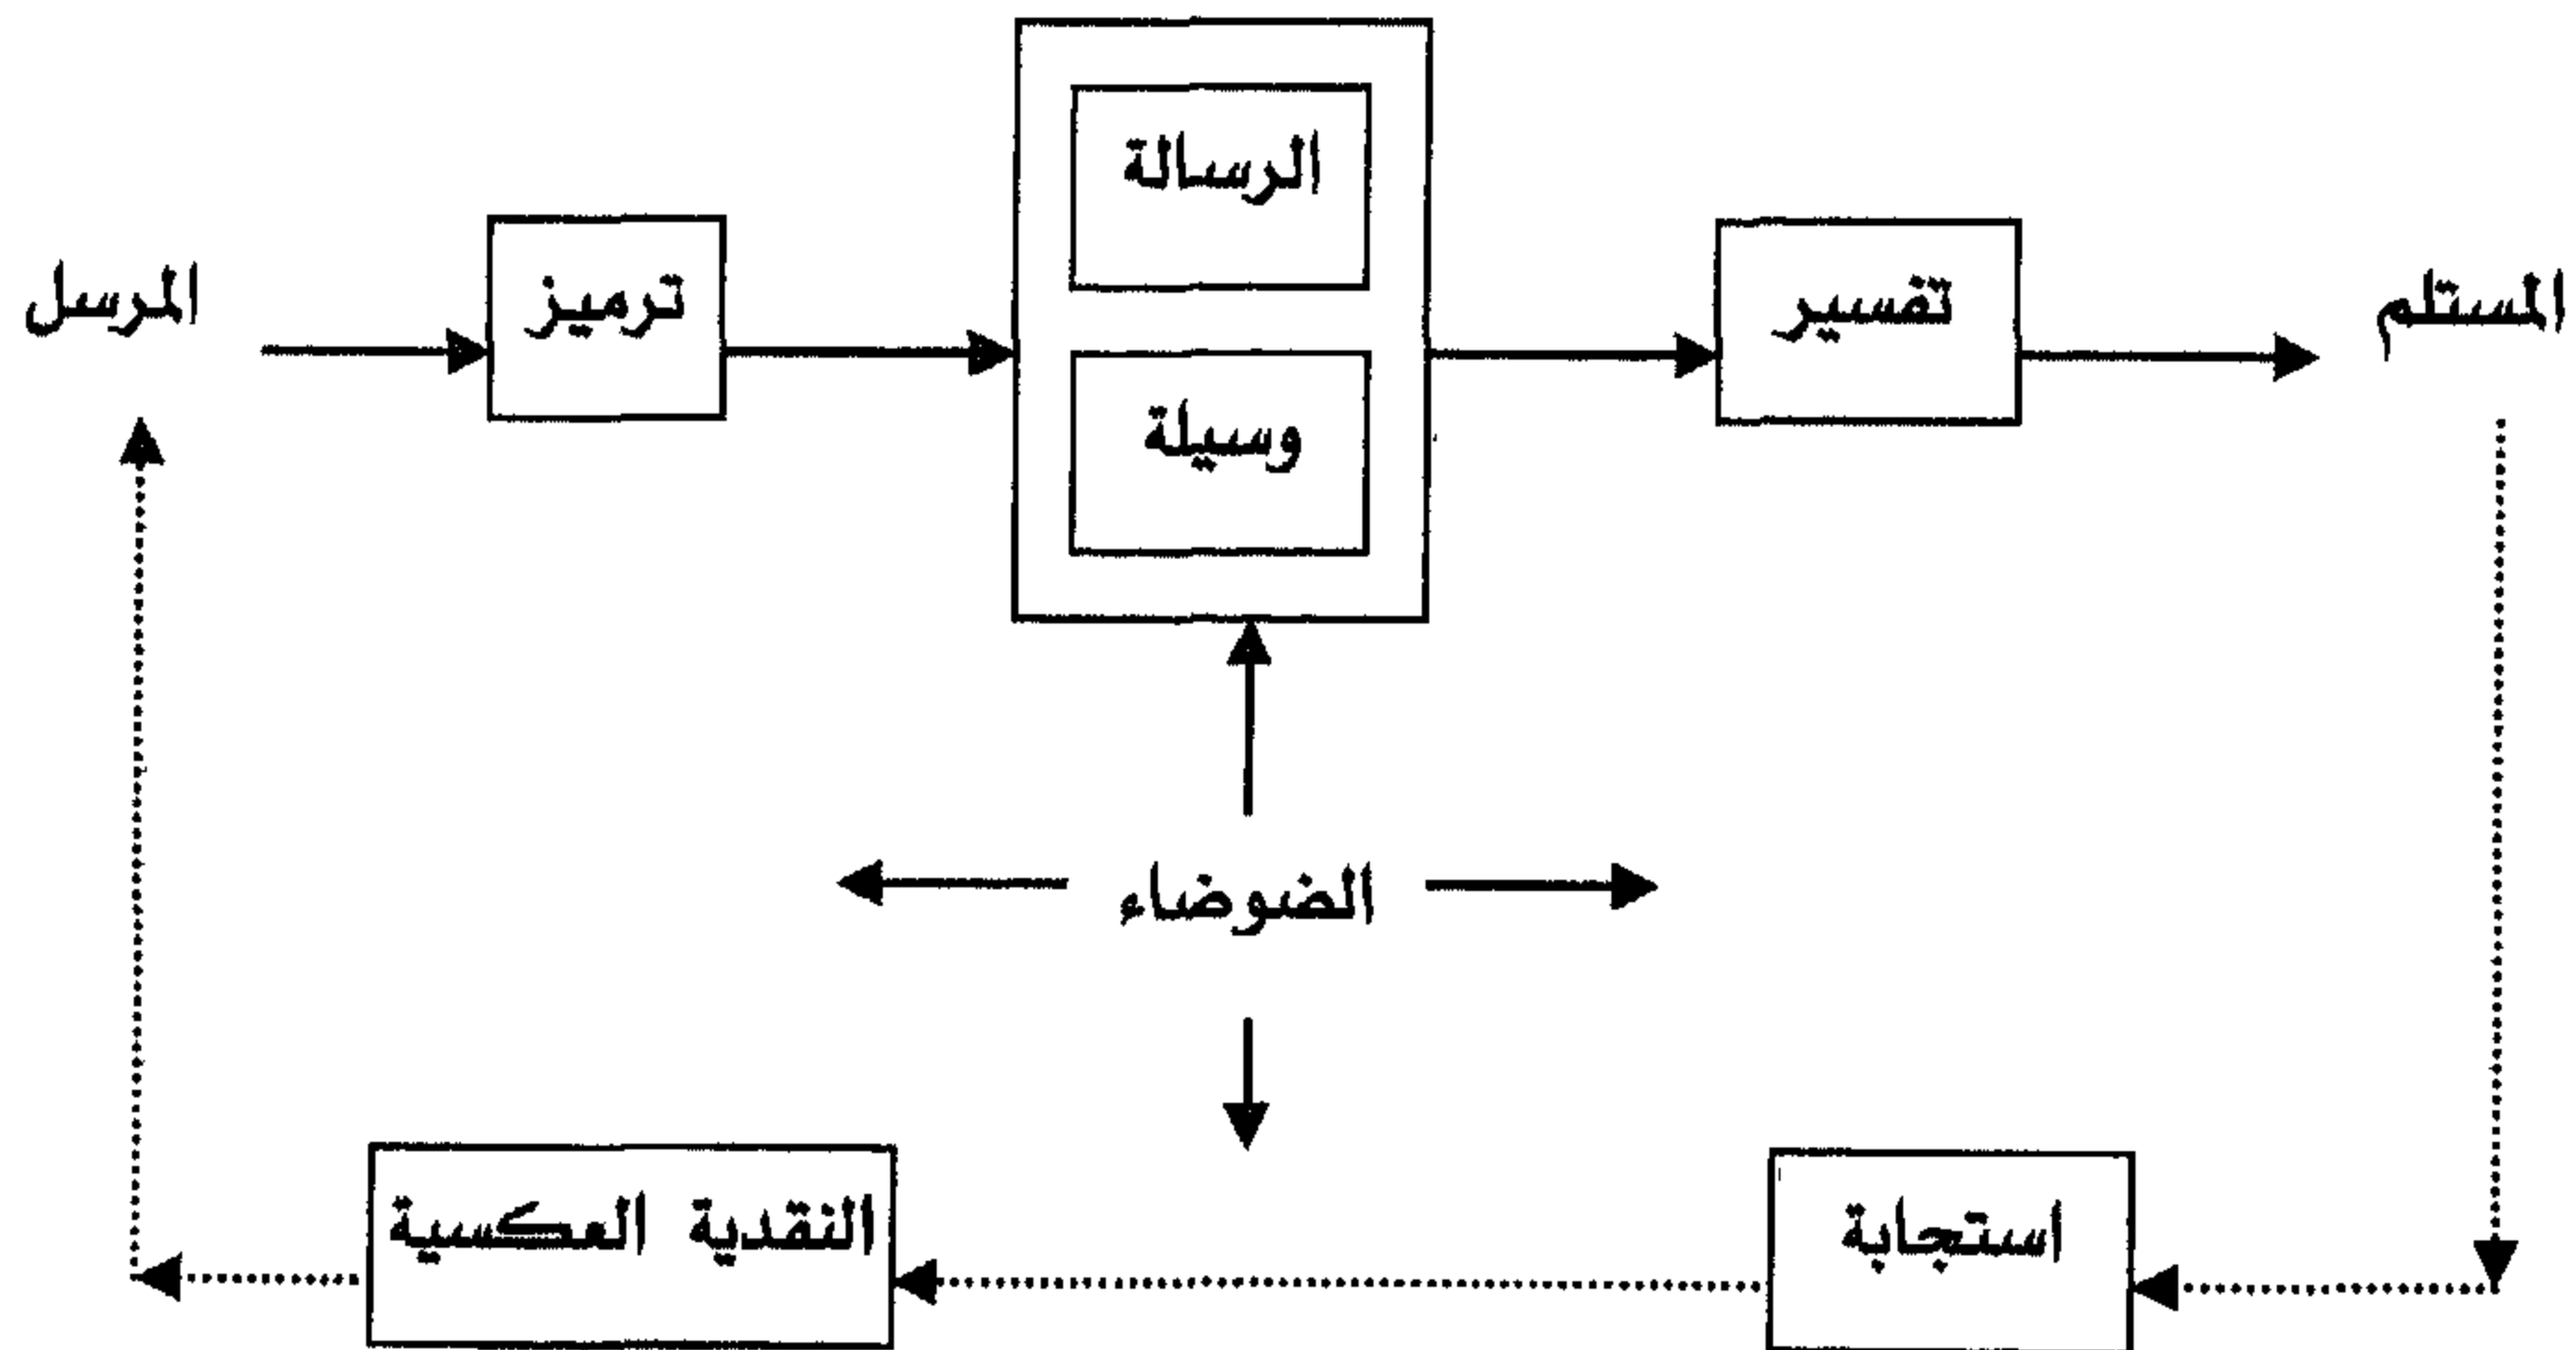 الرسالة
المرسل
ترميز
تفسير
المستلم
وسيلة
الضوضاء
النقدية العكسية
استجابة